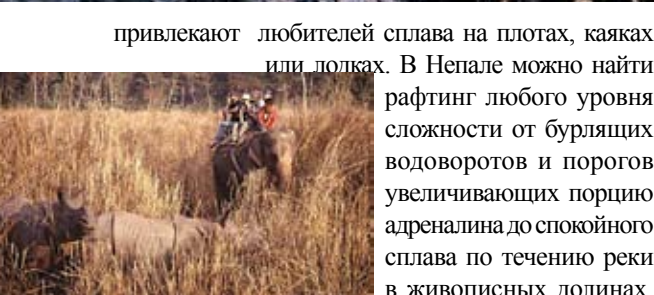 привлекают любителей сплава на плотах, каяках
или лодках. В Непале можно найти
рафтинг любого уровня
сложности от бурлящих
водоворотов и порогов
увеличивающих порцию
адреналина до спокойного
сплава по течению реки
в живописных долинах.